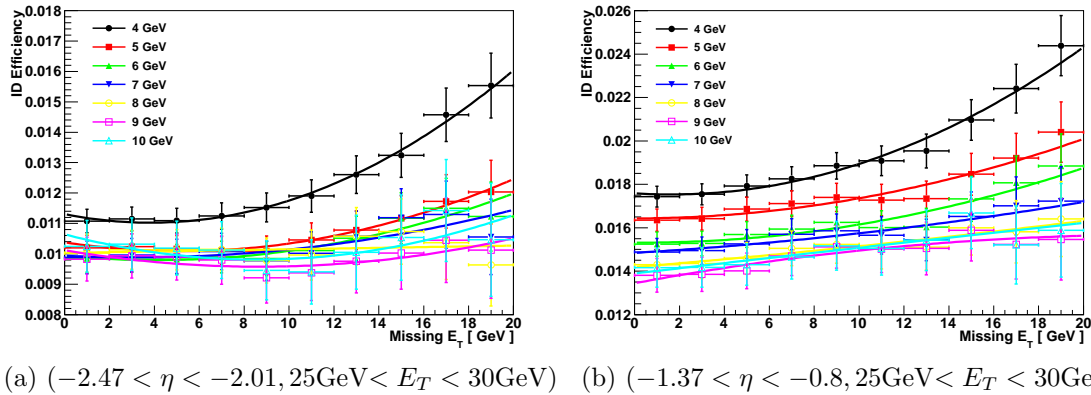 ID Efficiency
0.018
0.017
0.016
0.015
0.014
0.013
0.012
0.011
0.01
0.009
0.008
4 GeV
5 GeV
6 GeV
7 GeV
8 GeV
9 GeV
10 GeV
0 2 4 6 8 10 12 14 16 18 20
Missing E_T [ GeV ]
(a) (−2.47 < η < −2.01, 25GeV< E_T < 30GeV)
ID Efficiency
0.026
0.024
0.022
0.02
0.018
0.016
0.014
0.012
4 GeV
5 GeV
6 GeV
7 GeV
8 GeV
9 GeV
10 GeV
0 2 4 6 8 10 12 14 16 18 20
Missing E_T [ GeV ]
(b) (−1.37 < η < −0.8, 25GeV< E_T < 30Ge